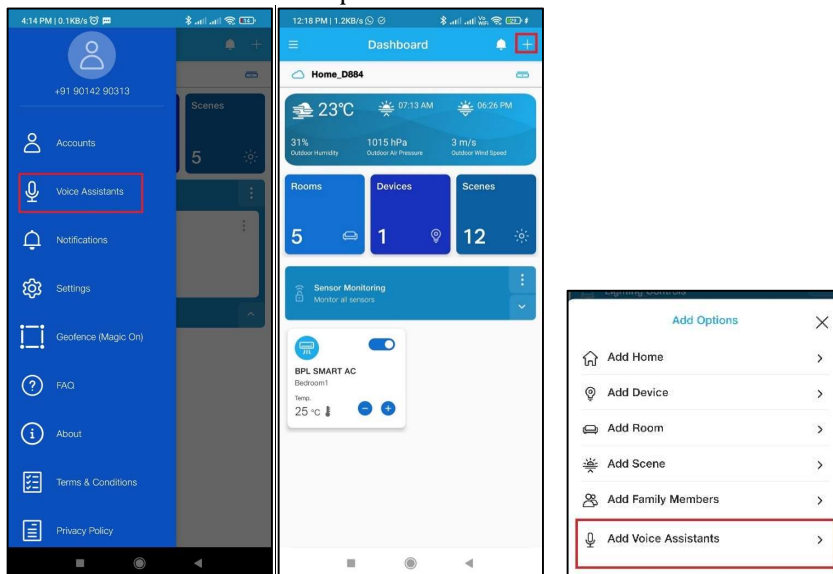 4:14 PM | 0.1KB/s
54
+91 90142 90313
Accounts
Voice Assistants
Notifications
Settings
Geofence (Magic On)
FAQ
About
Terms & Conditions
Privacy Policy
Scenes
5
12:18 PM | 1.2KB/s
Dashboard
Home_D884
23°C
07:13 AM
06:26 PM
31%
1015 hPa
3 m/s
Outdoor Humidity
Outdoor Air Pressure
Outdoor Wind Speed
Rooms
Devices
Scenes
5
1
12
Sensor Monitoring
Monitor all sensors
BPL SMART AC
Bedroom1
Temp.
25 °C
Lighting Controls
Add Options
Add Home
Add Device
Add Room
Add Scene
Add Family Members
Add Voice Assistants